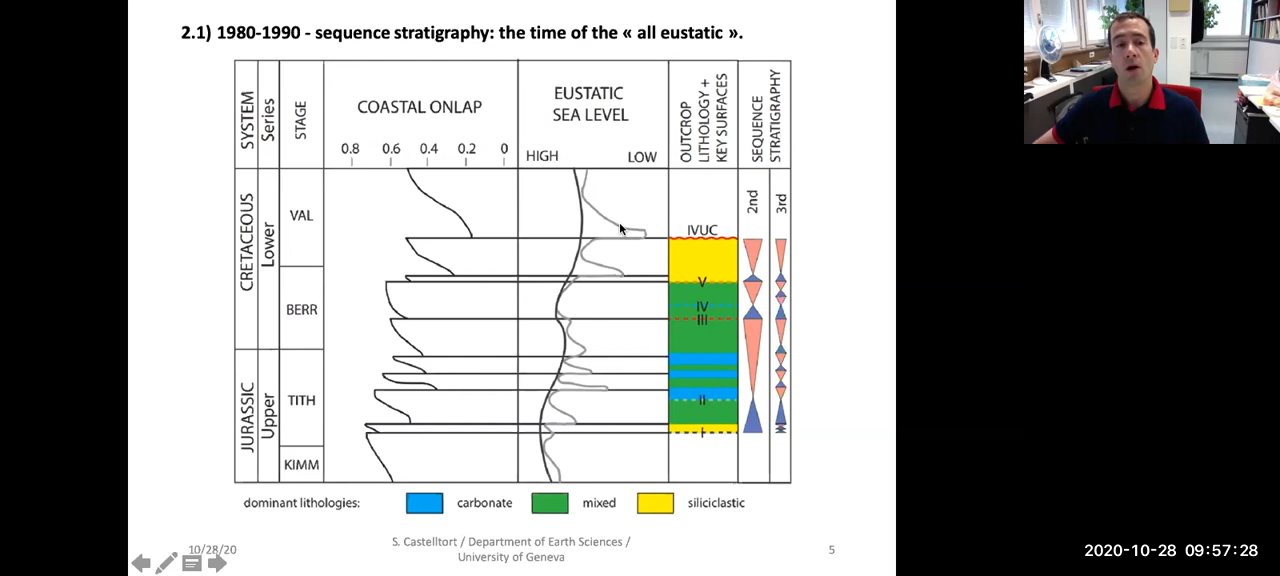 2.1) 1980-1990 - sequence stratigraphy: the time of the « all eustatic ».
SYSTEM
Series
STAGE
COASTAL ONLAP
0.8 0.6 0.4 0.2 0
EUSTATIC
SEA LEVEL
HIGH LOW
OUTCROP
LITHOLOGY +
KEY SURFACES
SEQUENCE
STRATIGRAPHY
2nd
3rd
CRETACEOUS
Lower
VAL
BERR
JURASSIC
Upper
TITH
KIMM
IVUC
V
IV
III
II
I
dominant lithologies: carbonate mixed siliciclastic
10/28/20
S. Castelltort / Department of Earth Sciences /
University of Geneva
5
2020-10-28 09:57:28